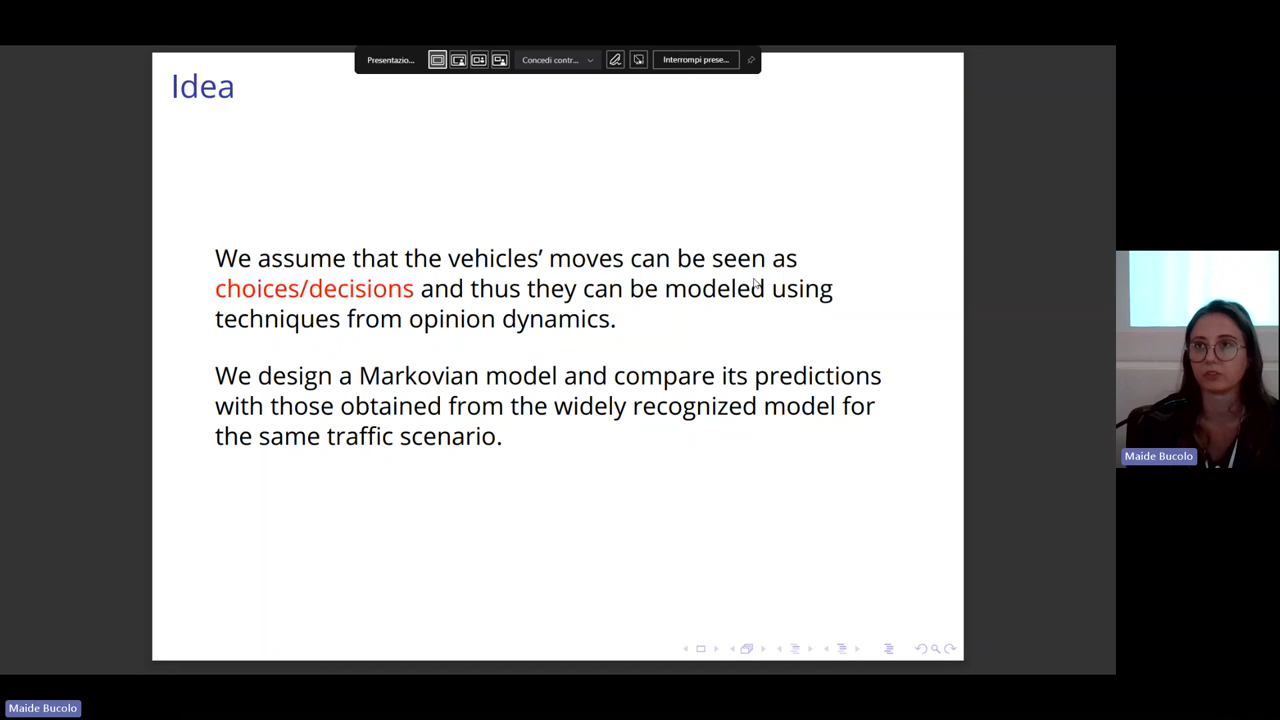 Presentazio...
Concedi contr...
Interrompi prese...
Idea
We assume that the vehicles’ moves can be seen as
choices/decisions and thus they can be modeled using
techniques from opinion dynamics.
We design a Markovian model and compare its predictions
with those obtained from the widely recognized model for
the same traffic scenario.
Maide Bucolo
Maide Bucolo